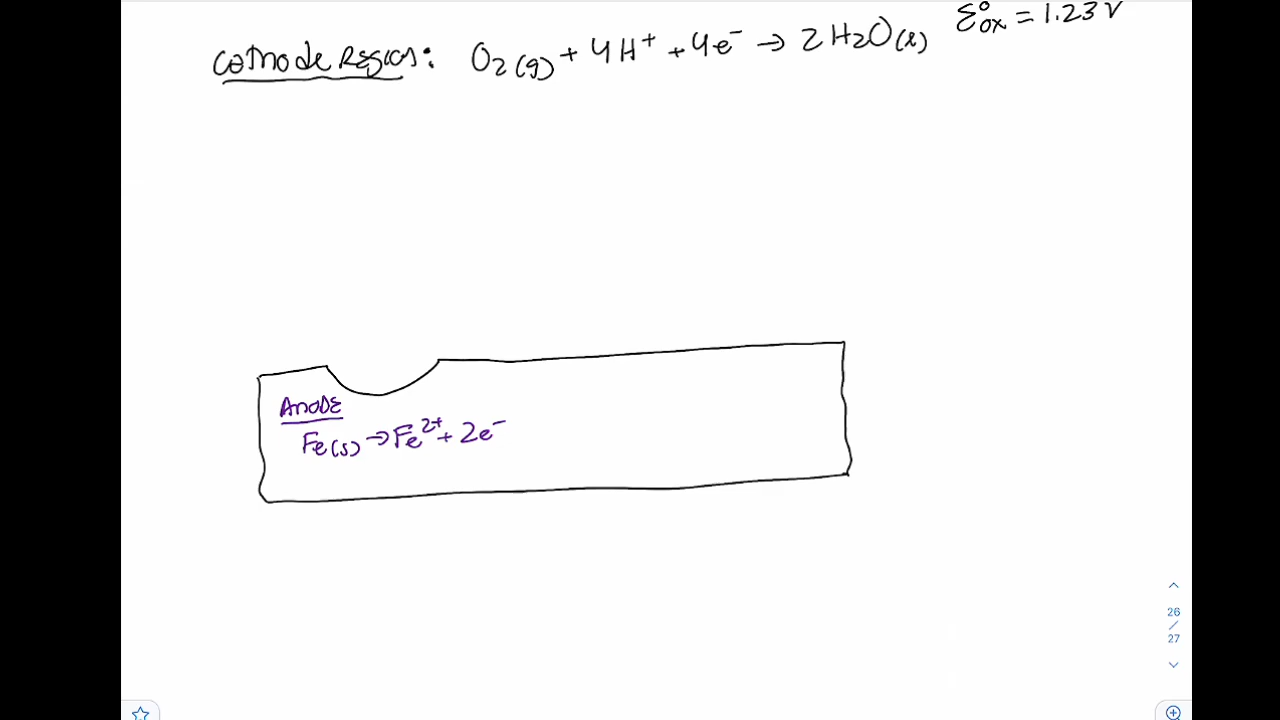 Cathode Region: O₂(g) + 4H⁺ + 4e⁻ → 2H₂O(l) ℰ°ox = 1.23 V
ANODE
Fe(s) → Fe²⁺ + 2e⁻
26
/
27